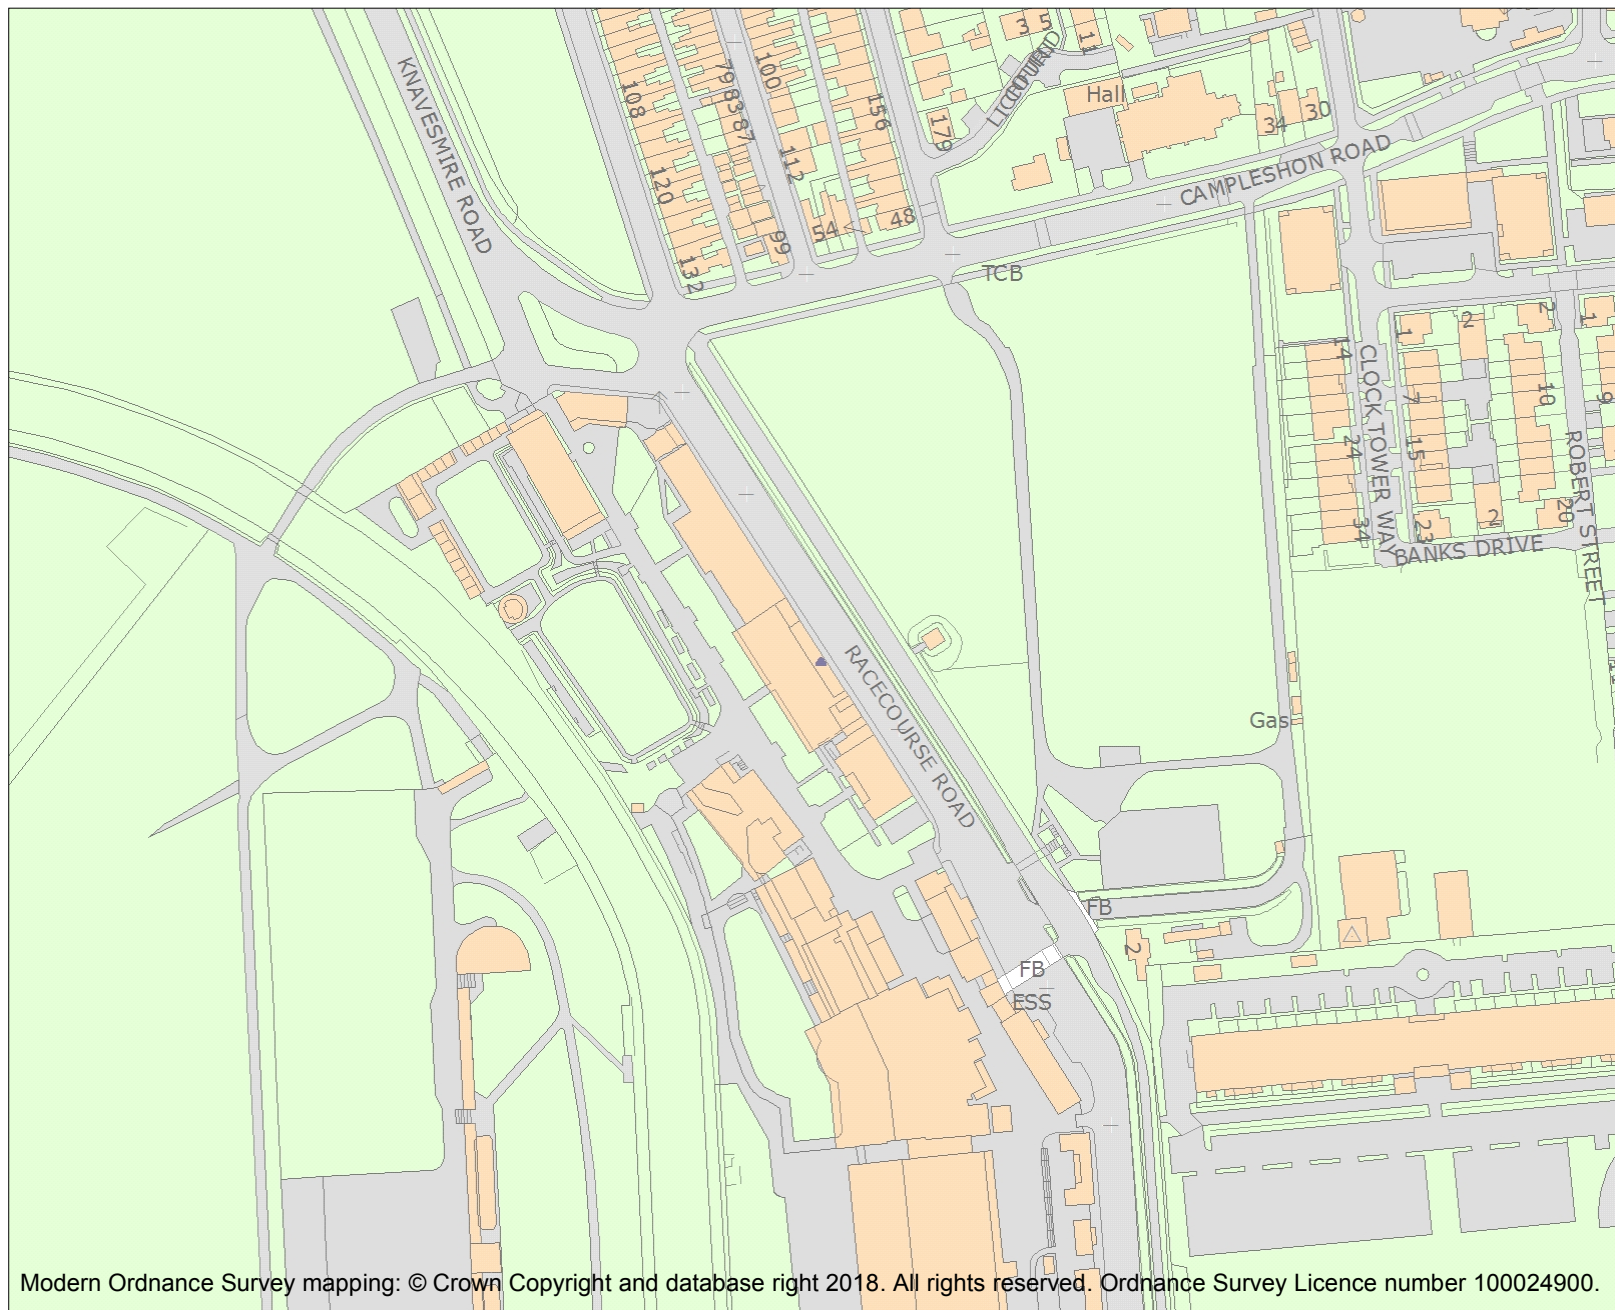 3 5
11
KNAVESMIRE ROAD
108
79
83-87
100
156
179
Hall
34
30
CAMPLESHON ROAD
112
120
99
54
48
132
TCB
14
1
2
2
1
CLOCK TOWER WAY
7
10
9
24
15
ROBERT STREET
34
23
2
20
BANKS DRIVE
RACECOURSE ROAD
Gas
FB
2
FB
ESS
Modern Ordnance Survey mapping: © Crown Copyright and database right 2018. All rights reserved. Ordnance Survey Licence number 100024900.